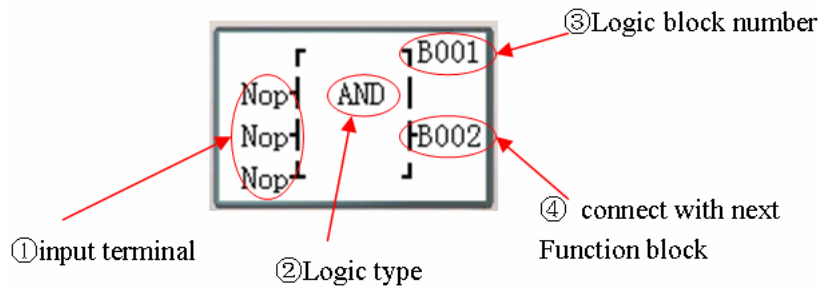 ③Logic block number
B001
Nop
AND
Nop
B002
Nop
④ connect with next
Function block
①input terminal
②Logic type